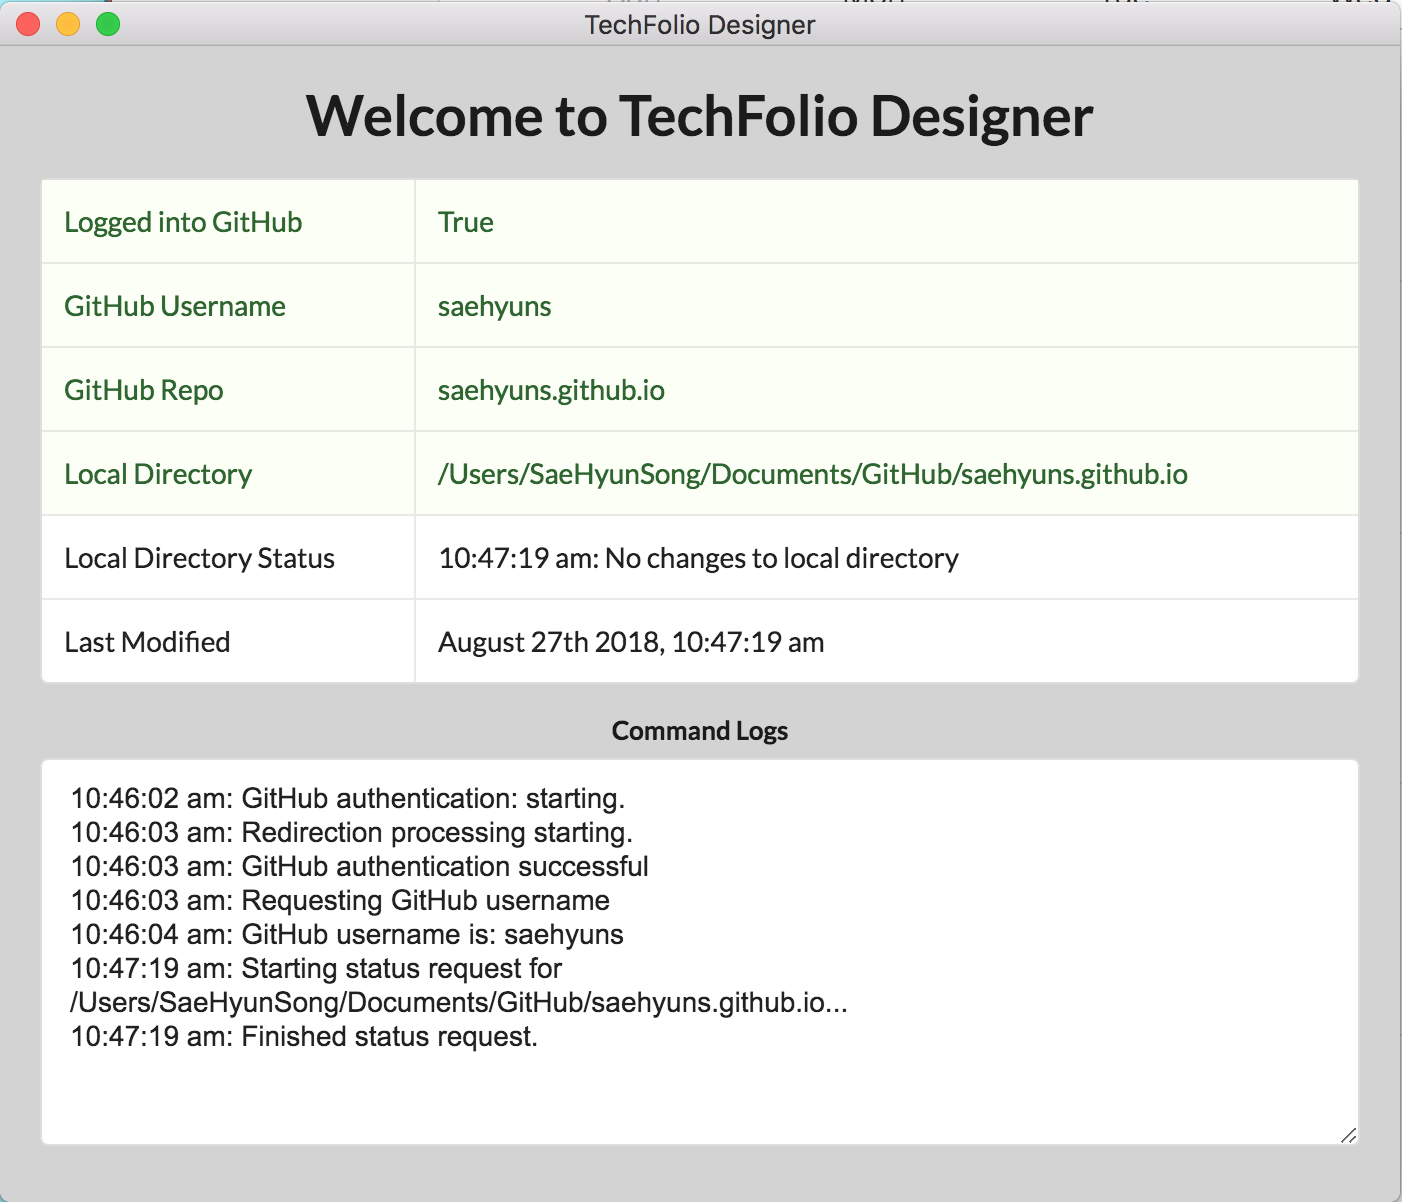 TechFolio Designer
Welcome to TechFolio Designer
Logged into GitHub True
GitHub Username saehyuns
GitHub Repo saehyuns.github.io
Local Directory /Users/SaeHyunSong/Documents/GitHub/saehyuns.github.io
Local Directory Status 10:47:19 am: No changes to local directory
Last Modified August 27th 2018, 10:47:19 am
Command Logs
10:46:02 am: GitHub authentication: starting.
10:46:03 am: Redirection processing starting.
10:46:03 am: GitHub authentication successful
10:46:03 am: Requesting GitHub username
10:46:04 am: GitHub username is: saehyuns
10:47:19 am: Starting status request for
/Users/SaeHyunSong/Documents/GitHub/saehyuns.github.io...
10:47:19 am: Finished status request.